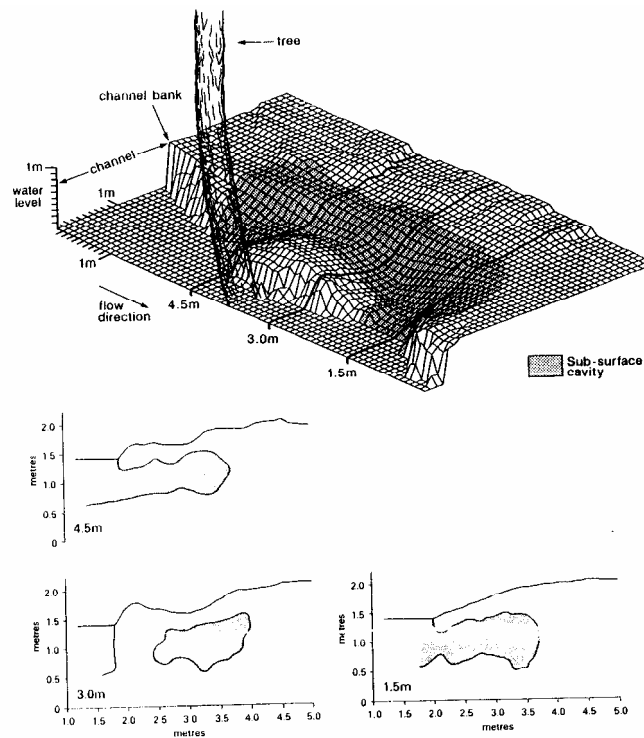 tree
channel bank
channel
1m
water
level
1m
1m
flow
direction
4.5m
3.0m
1.5m
Sub-surface
cavity
2.0
1.5
1.0
0.5
0
metres
4.5m
2.0
1.5
1.0
0.5
0
metres
3.0m
1.0 1.5 2.0 2.5 3.0 3.5 4.0 4.5 5.0
metres
2.0
1.5
1.0
0.5
0
metres
1.5m
1.0 1.5 2.0 2.5 3.0 3.5 4.0 4.5 5.0
metres